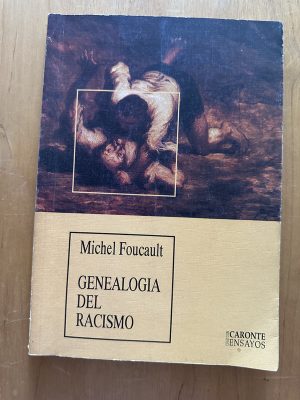 Michel Foucault
GENEALOGIA
DEL
RACISMO
CARONTE
ENSAYOS